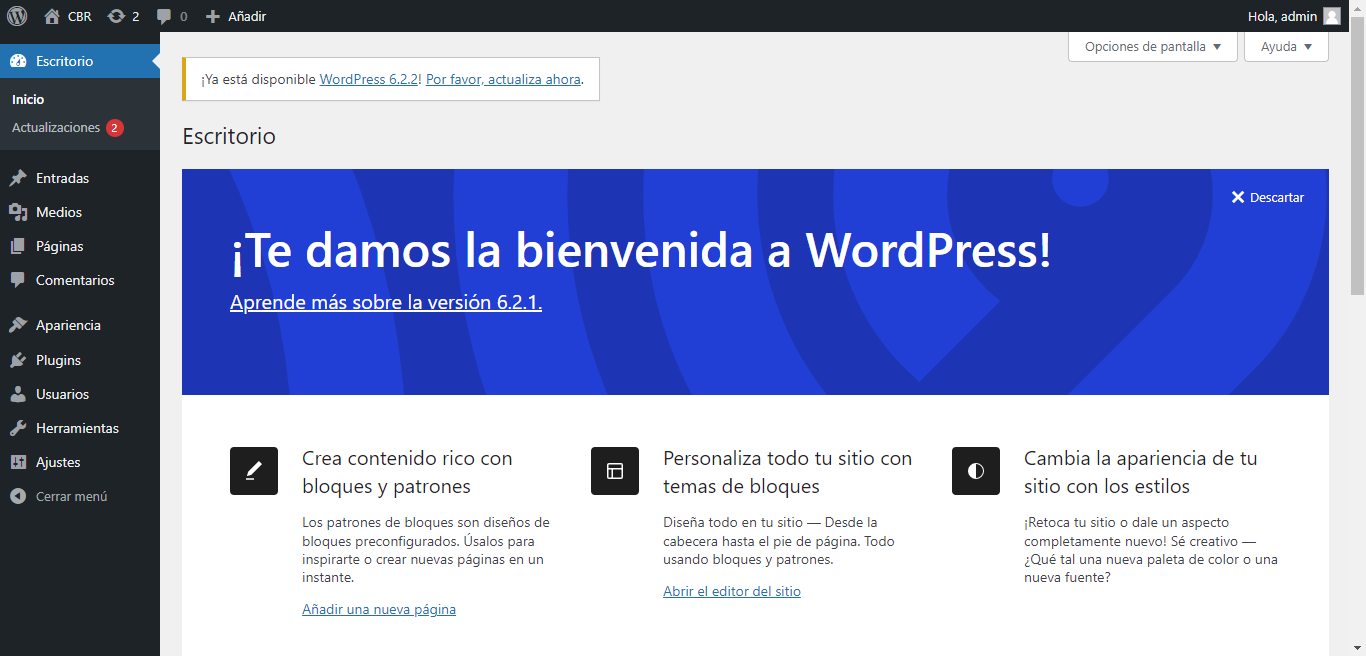 CBR 2 0 Añadir Hola, admin
Escritorio
Inicio
Actualizaciones 2
Entradas
Medios
Páginas
Comentarios
Apariencia
Plugins
Usuarios
Herramientas
Ajustes
Cerrar menú
Opciones de pantalla Ayuda
¡Ya está disponible WordPress 6.2.2! Por favor, actualiza ahora.
Escritorio
Descartar
¡Te damos la bienvenida a WordPress!
Aprende más sobre la versión 6.2.1.
Crea contenido rico con
bloques y patrones
Los patrones de bloques son diseños de
bloques preconfigurados. Úsalos para
inspirarte o crear nuevas páginas en un
instante.
Añadir una nueva página
Personaliza todo tu sitio con
temas de bloques
Diseña todo en tu sitio — Desde la
cabecera hasta el pie de página. Todo
usando bloques y patrones.
Abrir el editor del sitio
Cambia la apariencia de tu
sitio con los estilos
¡Retoca tu sitio o dale un aspecto
completamente nuevo! Sé creativo —
¿Qué tal una nueva paleta de color o una
nueva fuente?